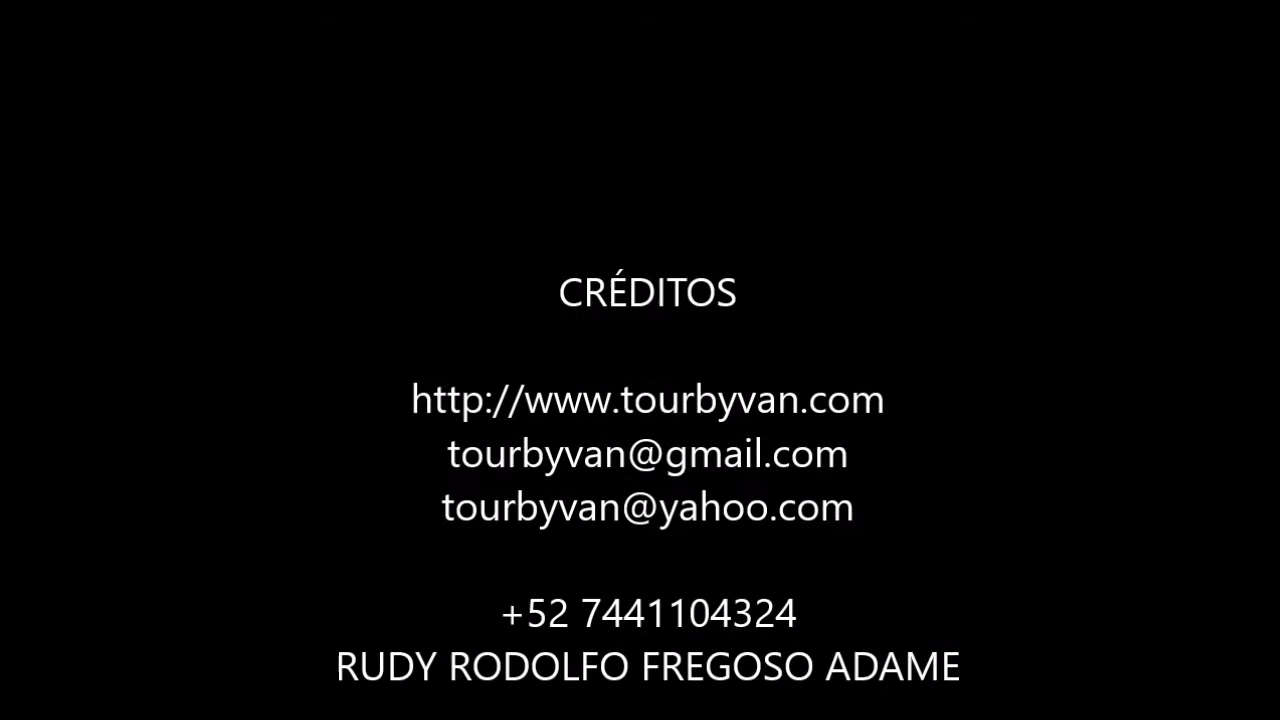 CRÉDITOS
http://www.tourbyvan.com
tourbyvan@gmail.com
tourbyvan@yahoo.com
+52 7441104324
RUDY RODOLFO FREGOSO ADAME